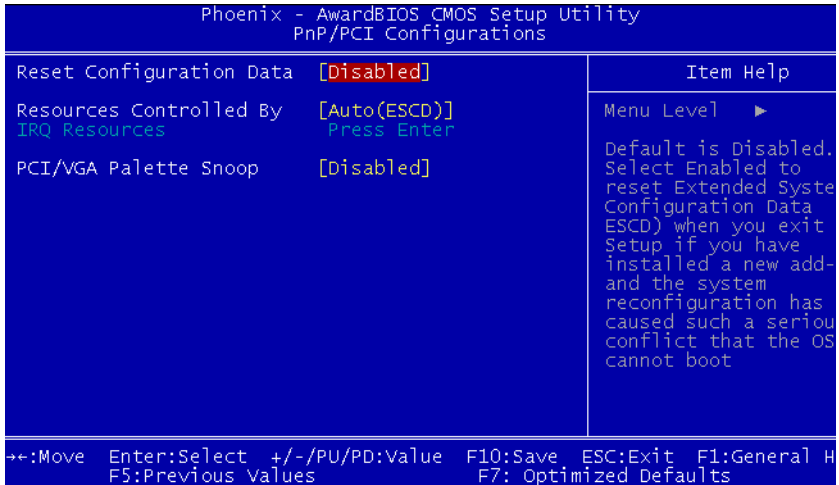 Phoenix - AwardBIOS CMOS Setup Utility
PnP/PCI Configurations
Reset Configuration Data [Disabled]
Resources Controlled By [Auto(ESCD)]
IRQ Resources Press Enter
PCI/VGA Palette Snoop [Disabled]
Item Help
Menu Level ►
Default is Disabled.
Select Enabled to
reset Extended Syste
Configuration Data
ESCD) when you exit
Setup if you have
installed a new add-
and the system
reconfiguration has
caused such a seriou
conflict that the OS
cannot boot
→←:Move Enter:Select +/-/PU/PD:Value F10:Save ESC:Exit F1:General H
F5:Previous Values F7: Optimized Defaults